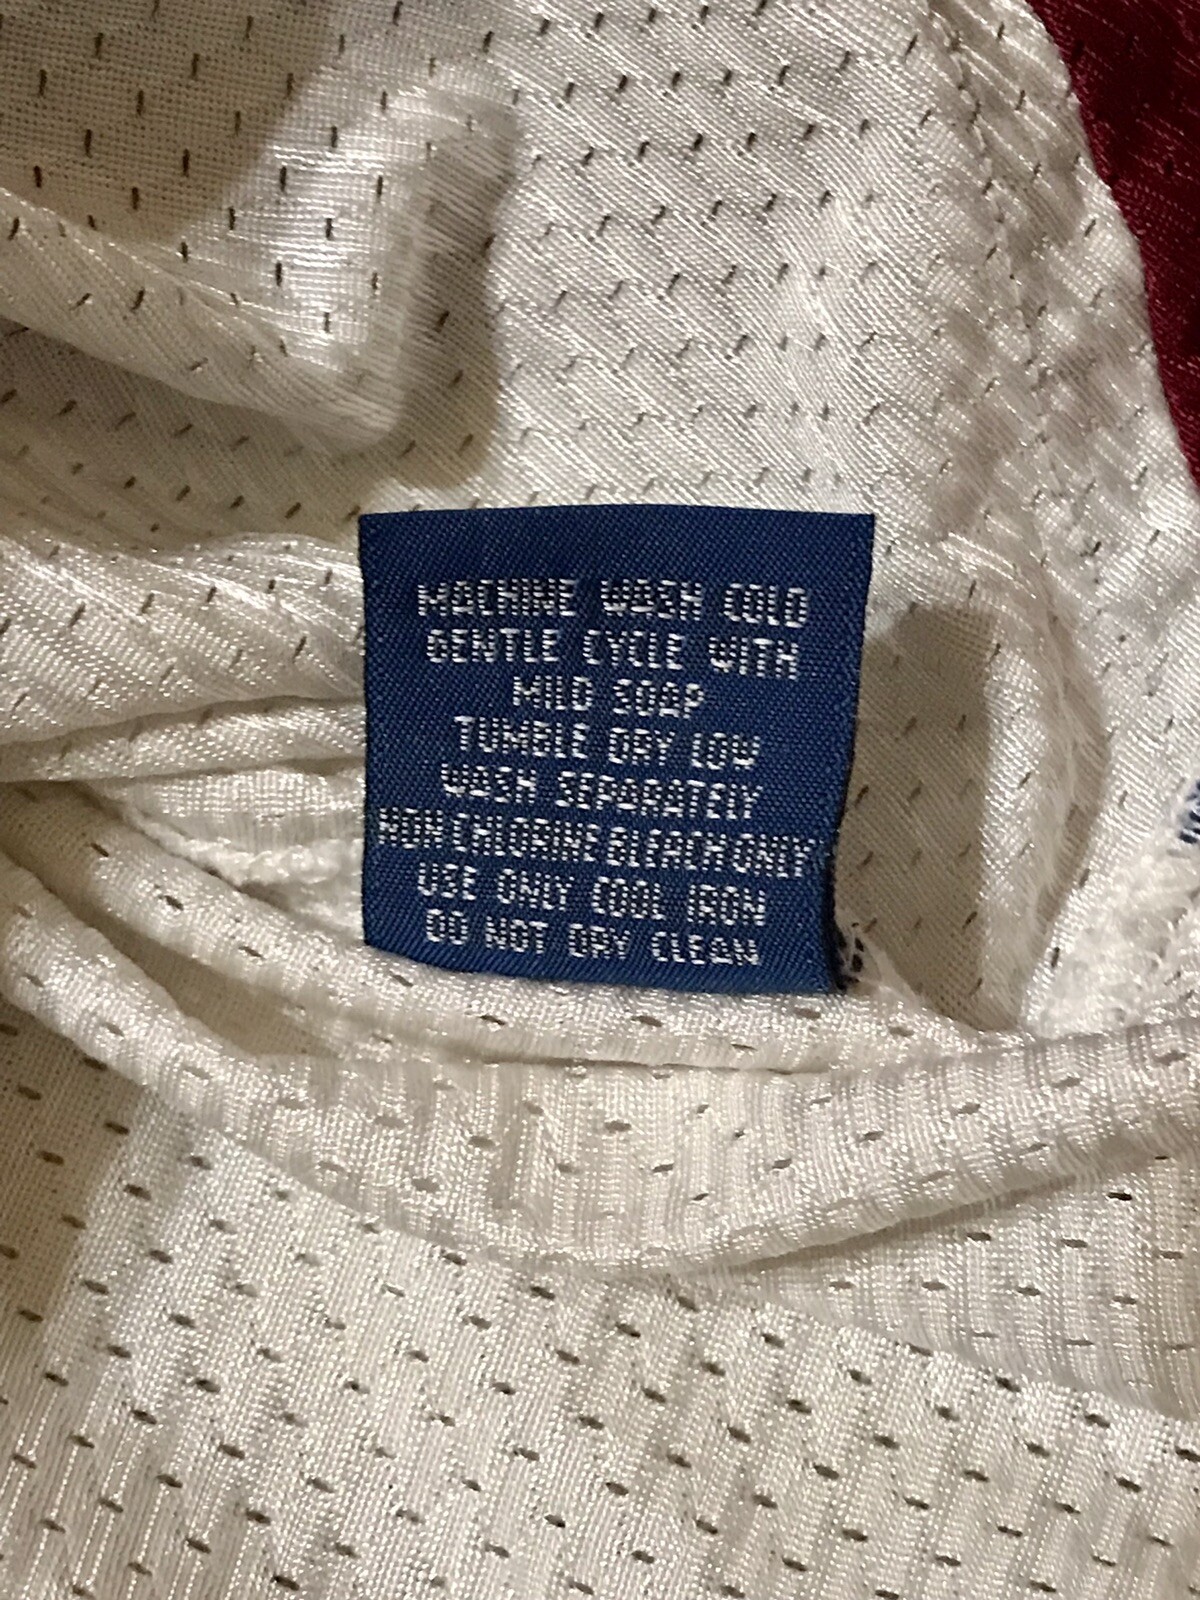 MACHINE WASH COLD
GENTLE CYCLE WITH
MILD SOAP
TUMBLE DRY LOW
WASH SEPARATELY
NON CHLORINE BLEACH ONLY
USE ONLY COOL IRON
DO NOT DRY CLEAN